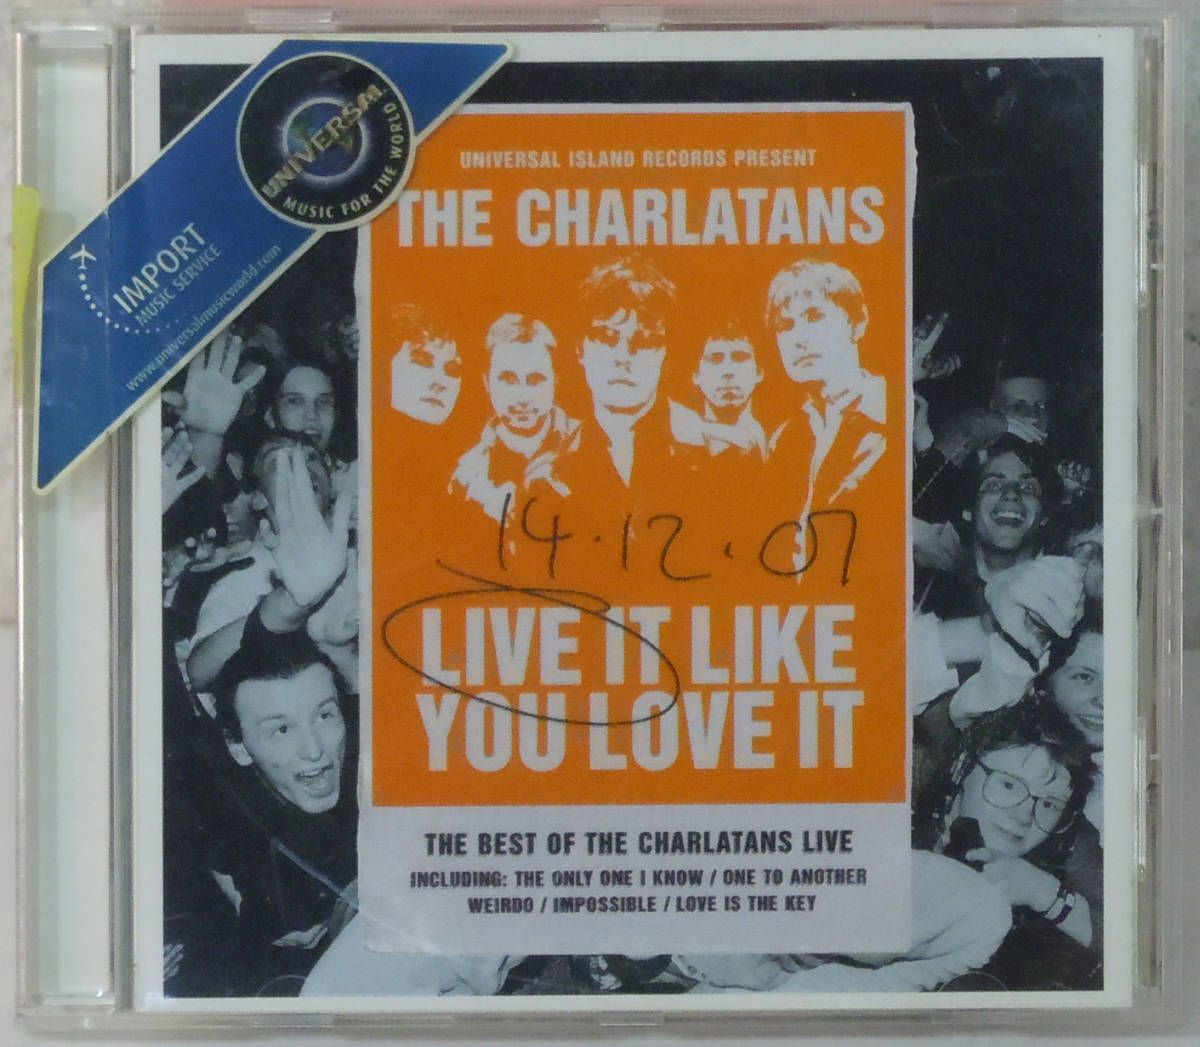 UNIVERSAL
MUSIC FOR THE WORLD
IMPORT
MUSIC SERVICE
www.universalmusicworld.com
UNIVERSAL ISLAND RECORDS PRESENT
THE CHARLATANS
14.12.07
LIVE IT LIKE
YOU LOVE IT
THE BEST OF THE CHARLATANS LIVE
INCLUDING: THE ONLY ONE I KNOW / ONE TO ANOTHER
WEIRDO / IMPOSSIBLE / LOVE IS THE KEY